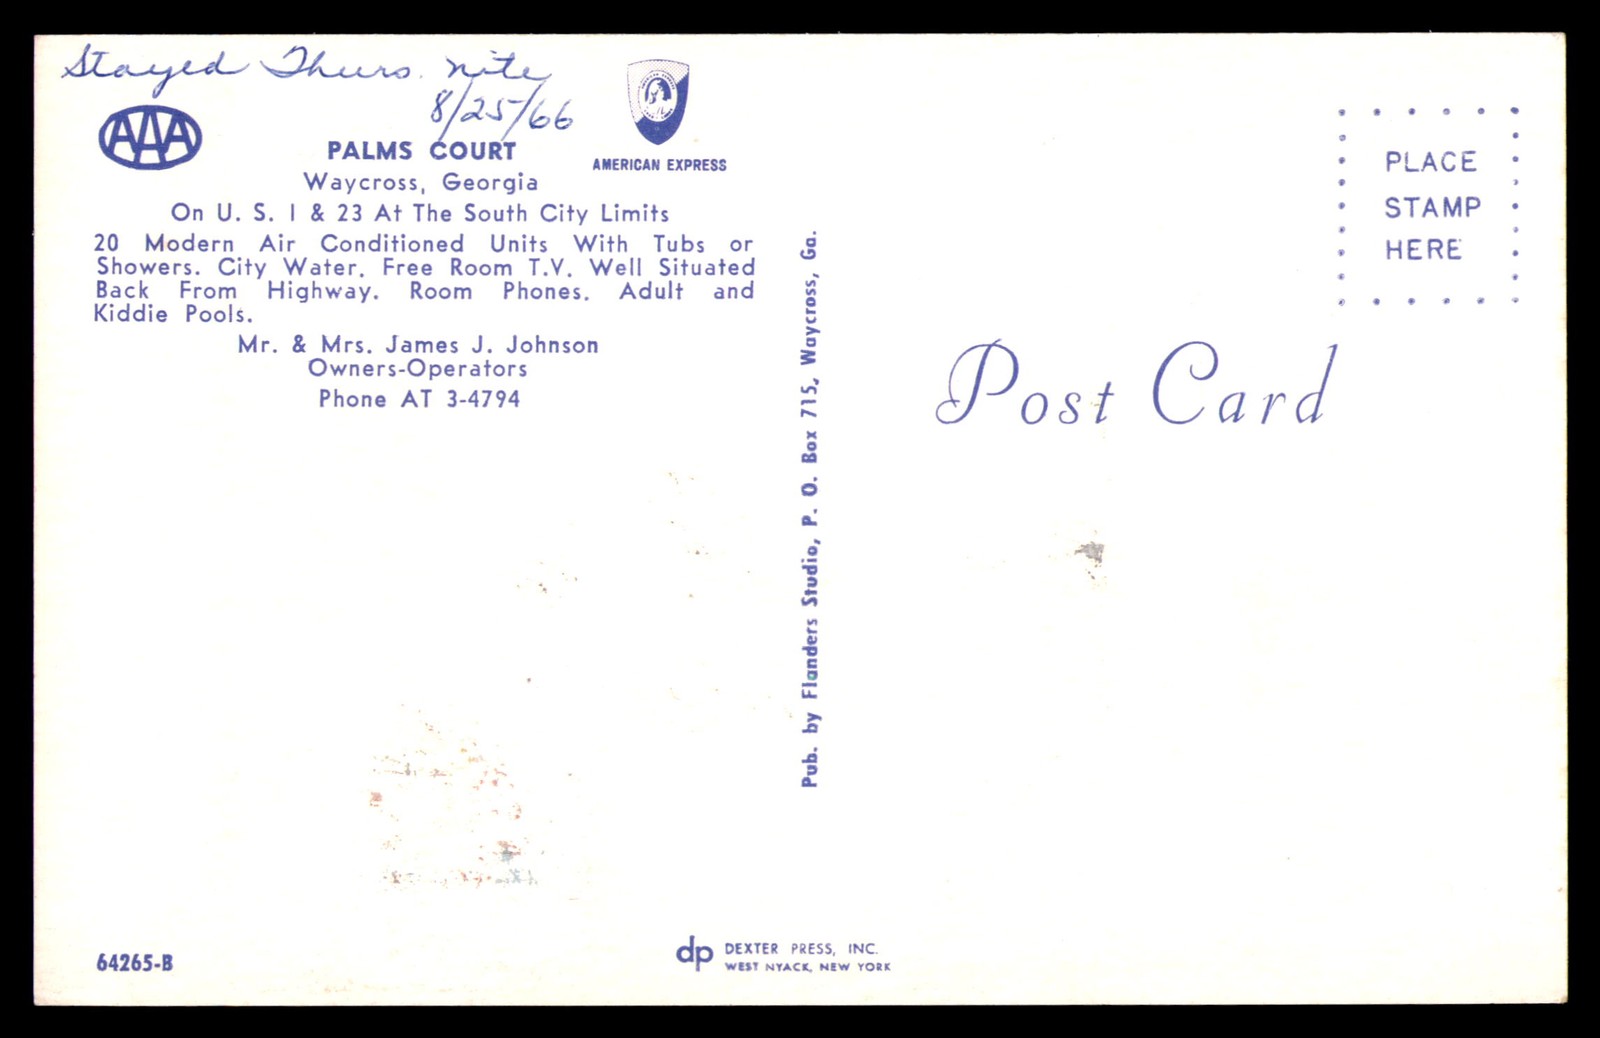 Stayed Thurs. nite
8/25/66
AAA
AMERICAN EXPRESS
PALMS COURT
Waycross, Georgia
On U. S. 1 & 23 At The South City Limits
20 Modern Air Conditioned Units With Tubs or
Showers. City Water. Free Room T.V. Well Situated
Back From Highway. Room Phones. Adult and
Kiddie Pools.
Mr. & Mrs. James J. Johnson
Owners-Operators
Phone AT 3-4794
64265-B
Pub. by Flanders Studio, P. O. Box 715, Waycross, Ga.
dp DEXTER PRESS, INC.
WEST NYACK, NEW YORK
PLACE
STAMP
HERE
Post Card